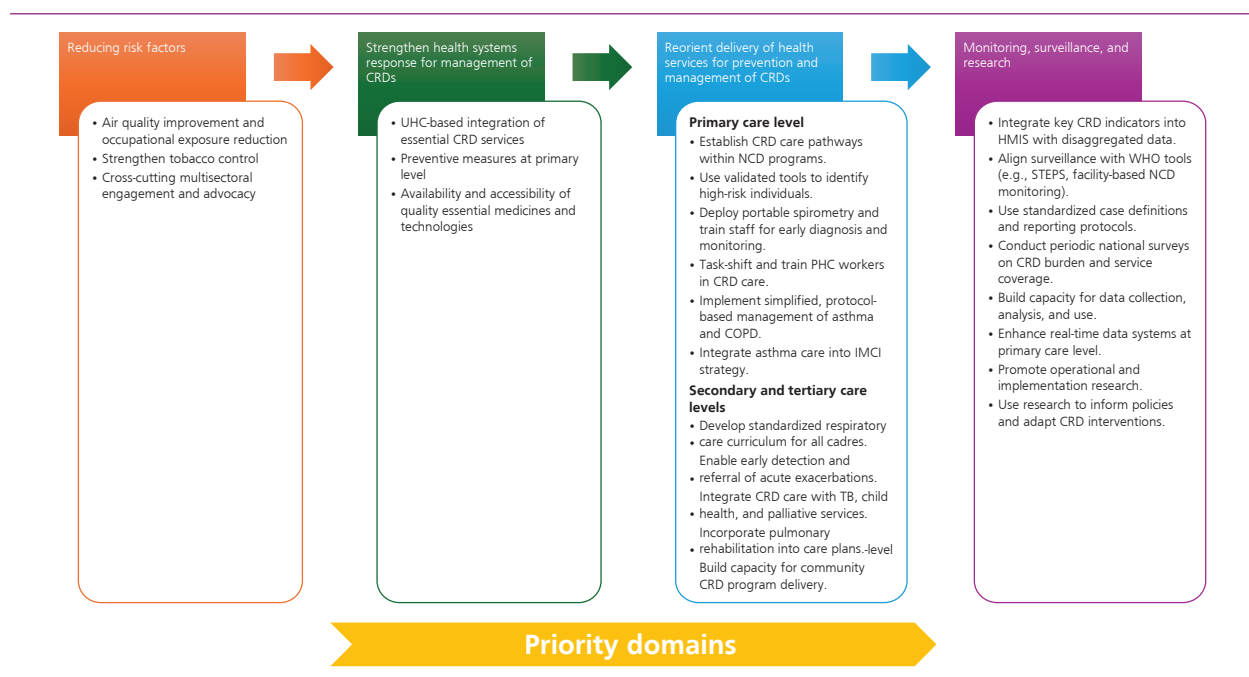 Reducing risk factors
• Air quality improvement and
occupational exposure reduction
• Strengthen tobacco control
• Cross-cutting multisectoral
engagement and advocacy
Strengthen health systems
response for management of
CRDs
• UHC-based integration of
essential CRD services
• Preventive measures at primary
level
• Availability and accessibility of
quality essential medicines and
technologies
Reorient delivery of health
services for prevention and
management of CRDs
Primary care level
• Establish CRD care pathways
within NCD programs.
• Use validated tools to identify
high-risk individuals.
• Deploy portable spirometry and
train staff for early diagnosis and
monitoring.
• Task-shift and train PHC workers
in CRD care.
• Implement simplified, protocol-
based management of asthma
and COPD.
• Integrate asthma care into IMCI
strategy.
Secondary and tertiary care
levels
• Develop standardized respiratory
• care curriculum for all cadres.
Enable early detection and
• referral of acute exacerbations.
Integrate CRD care with TB, child
• health, and palliative services.
Incorporate pulmonary
• rehabilitation into care plans.-level
Build capacity for community
CRD program delivery.
Monitoring, surveillance, and
research
• Integrate key CRD indicators into
HMIS with disaggregated data.
• Align surveillance with WHO tools
(e.g., STEPS, facility-based NCD
monitoring).
• Use standardized case definitions
and reporting protocols.
• Conduct periodic national surveys
on CRD burden and service
coverage.
• Build capacity for data collection,
analysis, and use.
• Enhance real-time data systems at
primary care level.
• Promote operational and
implementation research.
• Use research to inform policies
and adapt CRD interventions.
Priority domains